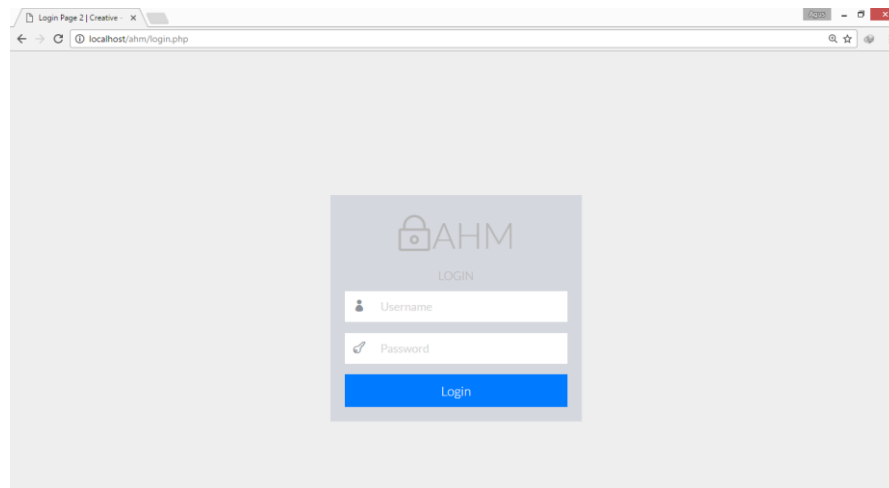 Login Page 2 | Creative -
Agus
localhost/ahm/login.php
AHM
LOGIN
Username
Password
Login